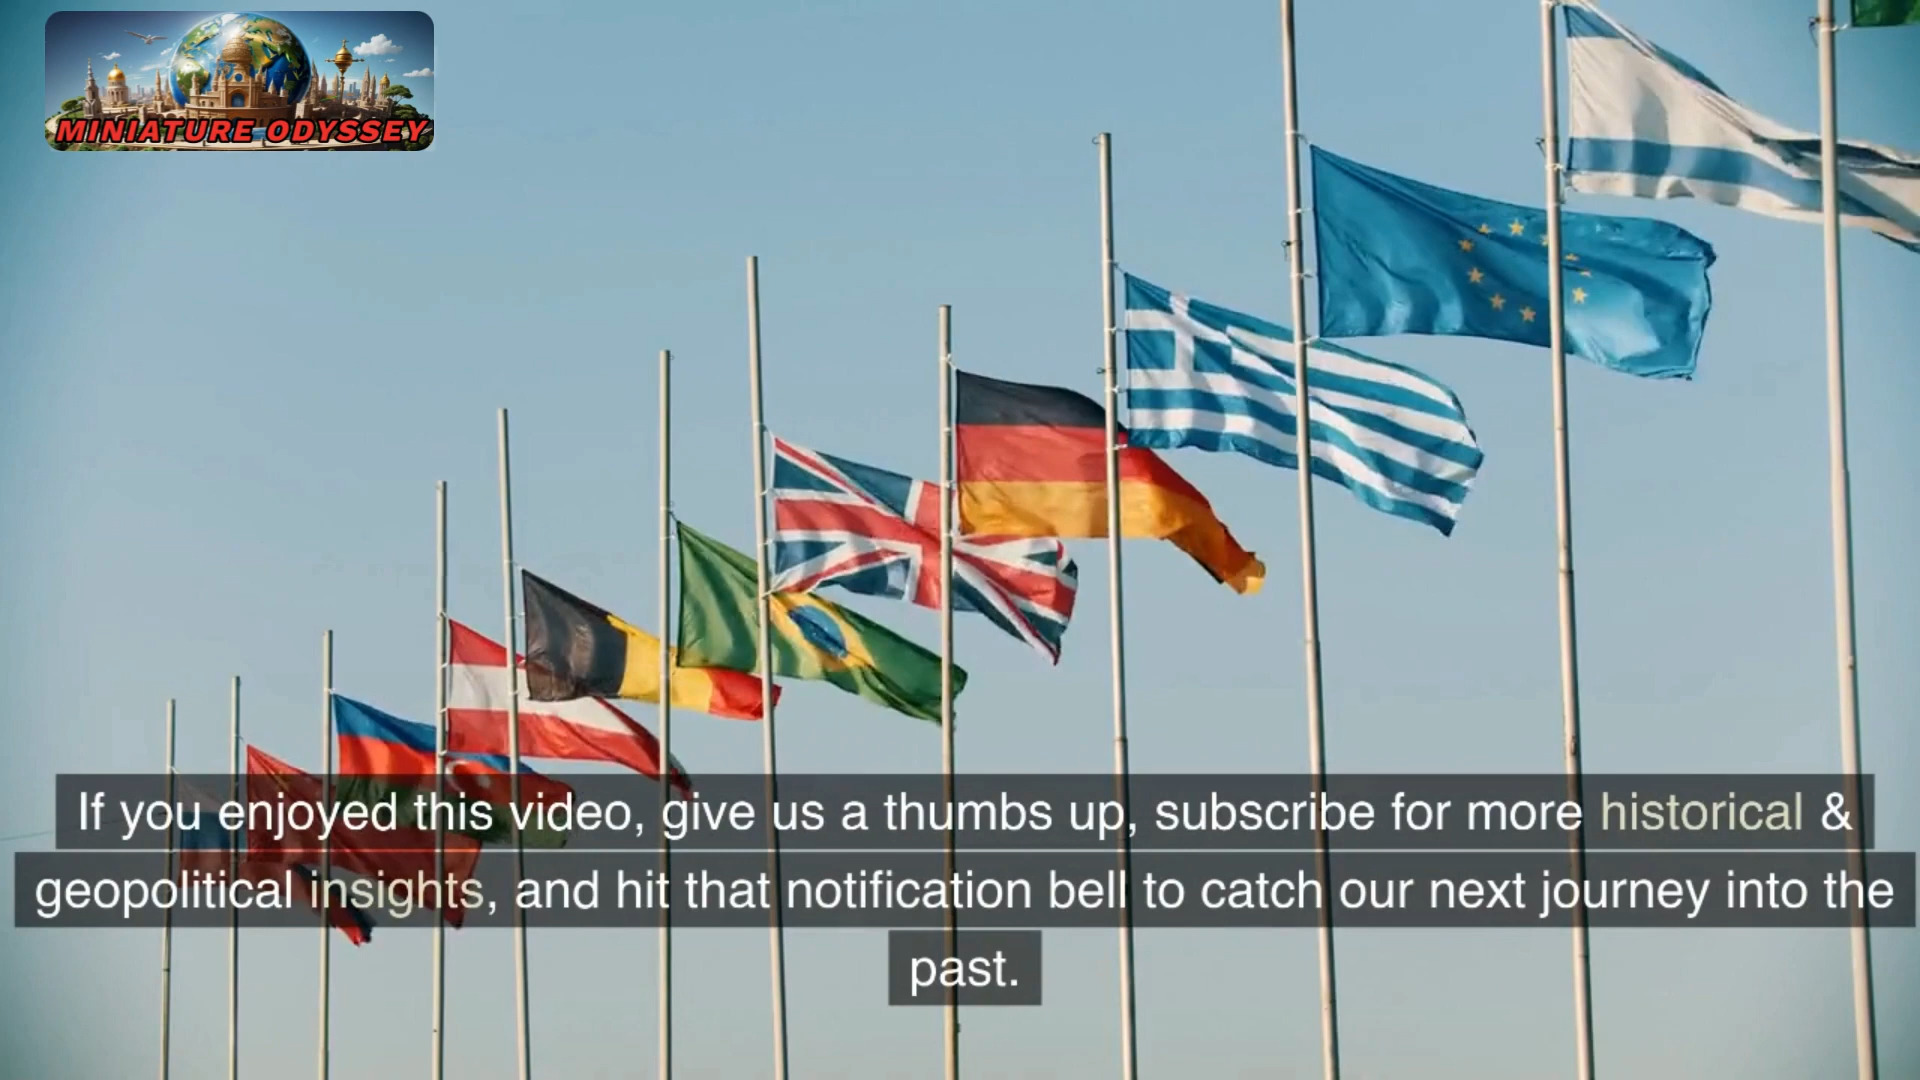 MINIATURE ODYSSEY
If you enjoyed this video, give us a thumbs up, subscribe for more historical &
geopolitical insights, and hit that notification bell to catch our next journey into the
past.